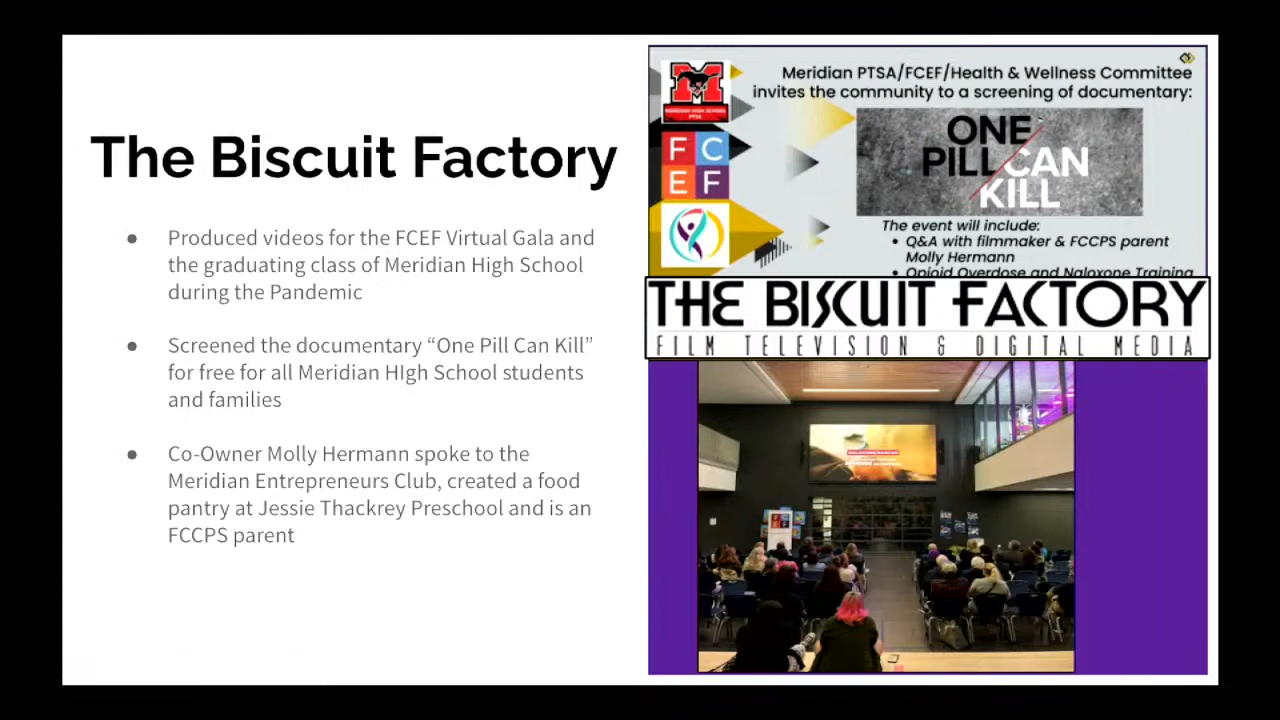 The Biscuit Factory
● Produced videos for the FCEF Virtual Gala and
the graduating class of Meridian High School
during the Pandemic
● Screened the documentary “One Pill Can Kill”
for free for all Meridian HIgh School students
and families
● Co-Owner Molly Hermann spoke to the
Meridian Entrepreneurs Club, created a food
pantry at Jessie Thackrey Preschool and is an
FCCPS parent
Meridian PTSA/FCEF/Health & Wellness Committee
invites the community to a screening of documentary:
M
MERIDIAN HIGH SCHOOL
PTSA
F C
E F
ONE
PILL CAN
KILL
The event will include:
• Q&A with filmmaker & FCCPS parent
Molly Hermann
• Opioid Overdose and Naloxone Training
THE BISCUIT FACTORY
FILM TELEVISION & DIGITAL MEDIA